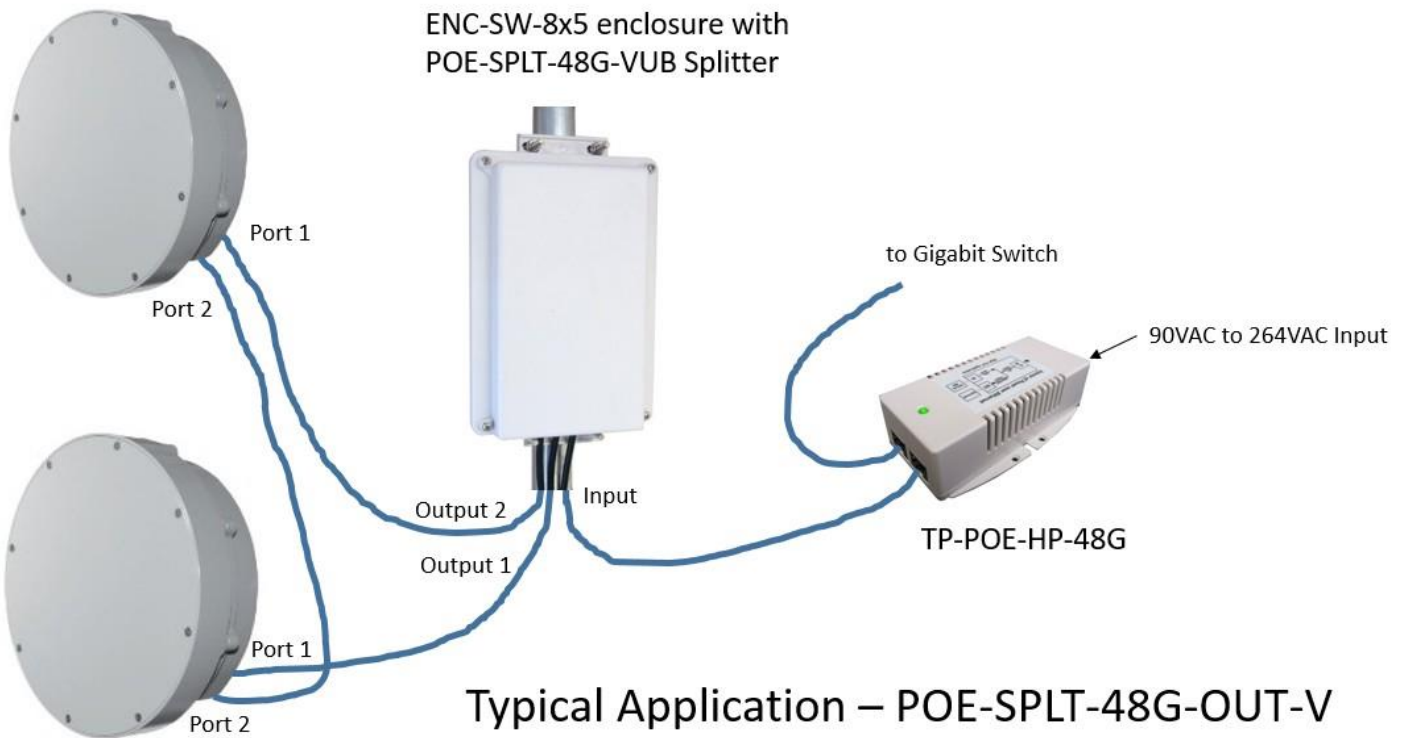 ENC-SW-8x5 enclosure with
POE-SPLT-48G-VUB Splitter
Port 1
Port 2
to Gigabit Switch
90VAC to 264VAC Input
Output 2
Input
Output 1
TP-POE-HP-48G
Port 1
Port 2
Typical Application – POE-SPLT-48G-OUT-V